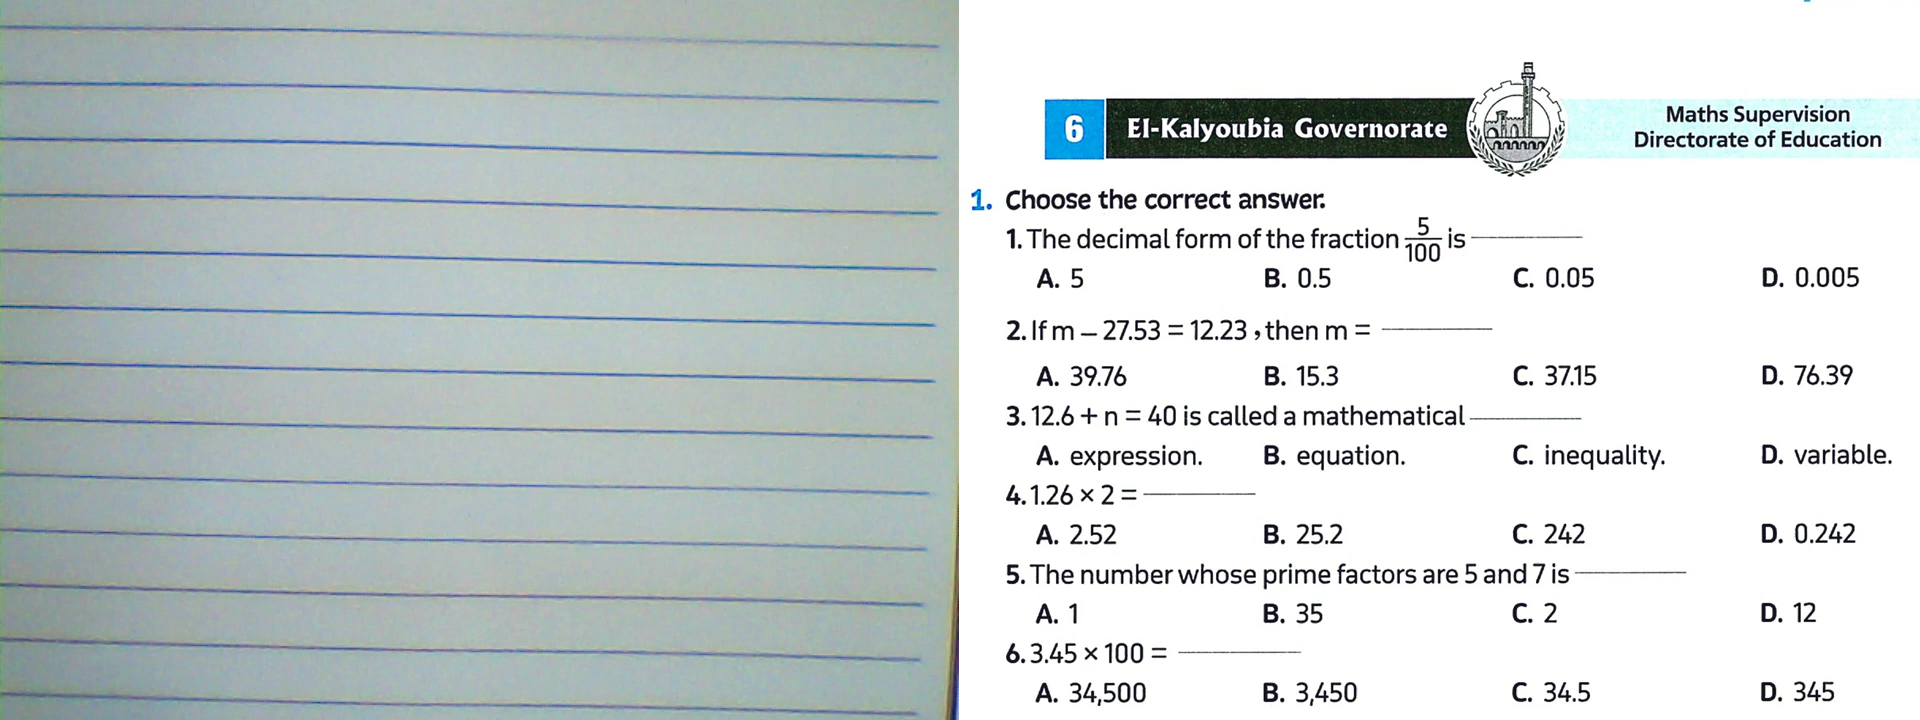 6 El-Kalyoubia Governorate
Maths Supervision
Directorate of Education
1. Choose the correct answer.
1. The decimal form of the fraction 5/100 is
A. 5 B. 0.5 C. 0.05 D. 0.005
2. If m – 27.53 = 12.23 , then m =
A. 39.76 B. 15.3 C. 37.15 D. 76.39
3. 12.6 + n = 40 is called a mathematical
A. expression. B. equation. C. inequality. D. variable.
4. 1.26 × 2 =
A. 2.52 B. 25.2 C. 242 D. 0.242
5. The number whose prime factors are 5 and 7 is
A. 1 B. 35 C. 2 D. 12
6. 3.45 × 100 =
A. 34,500 B. 3,450 C. 34.5 D. 345